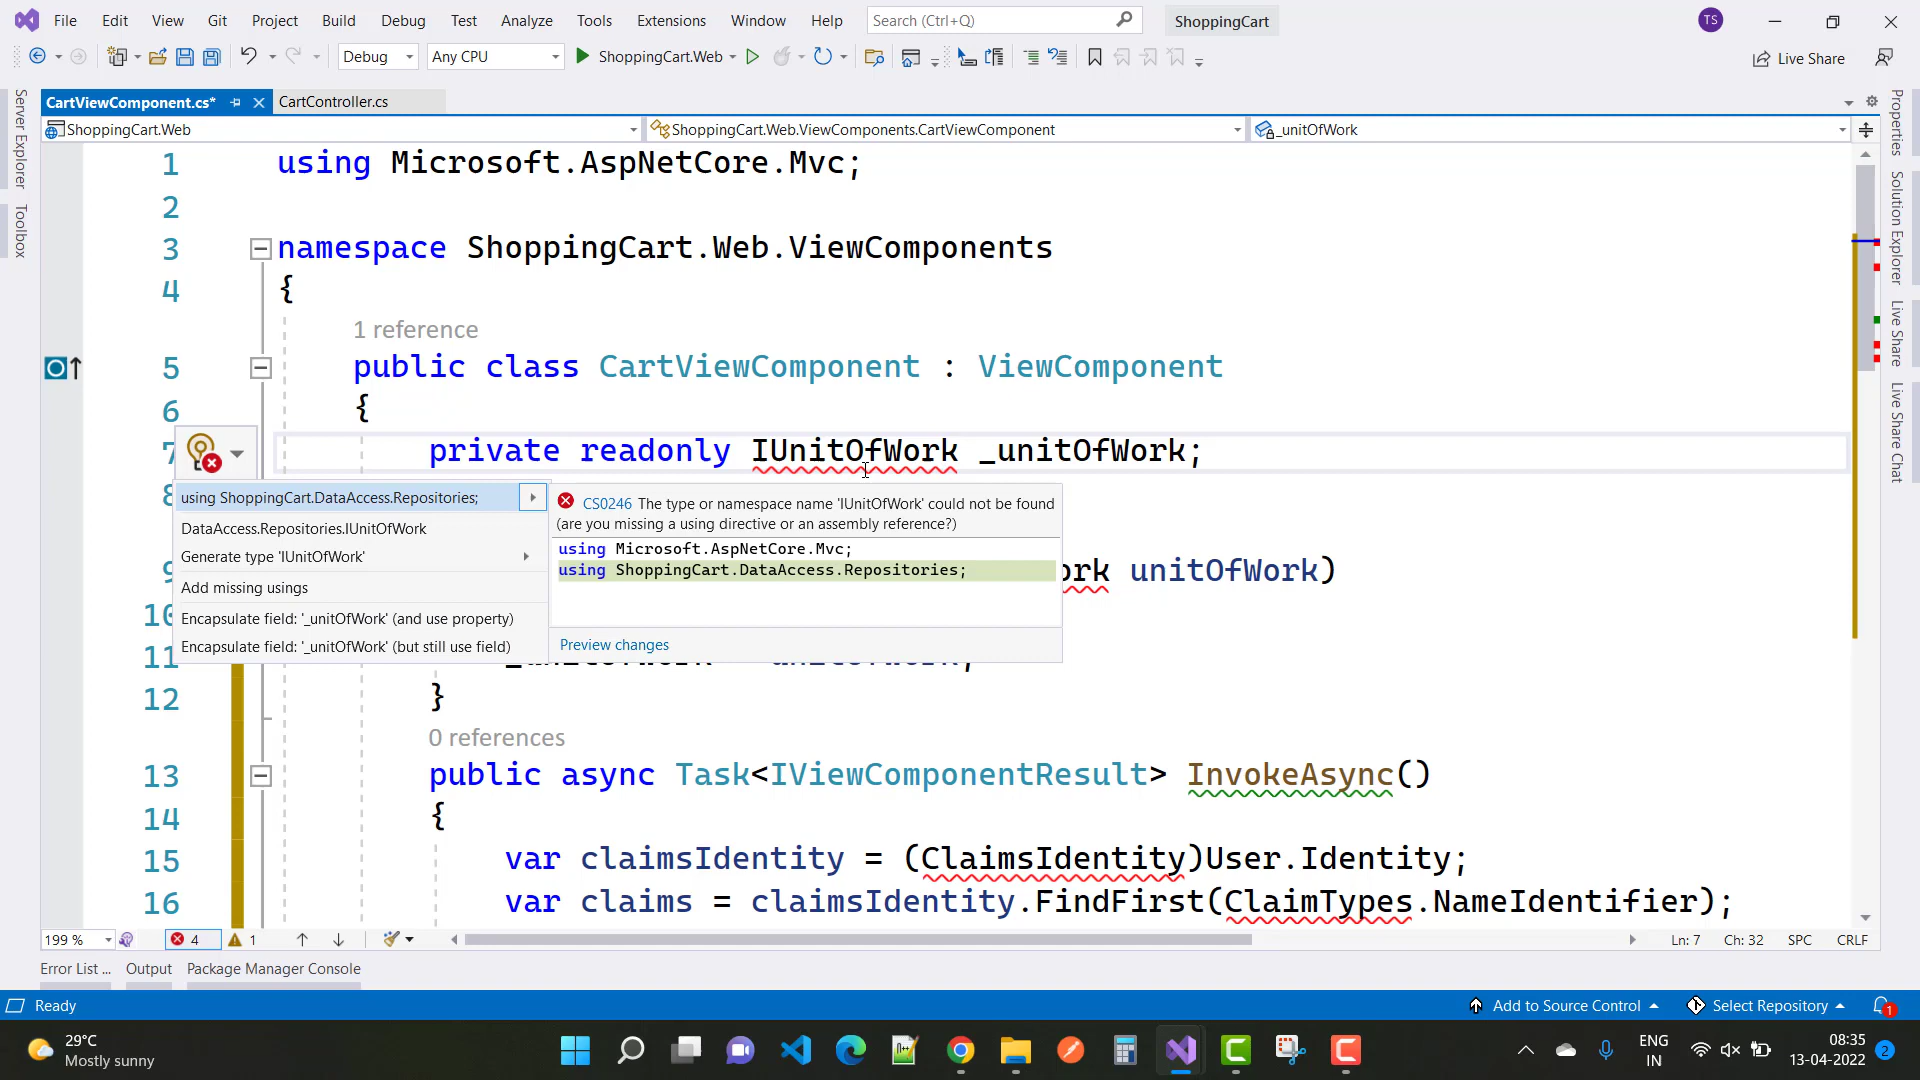 File Edit View Git Project Build Debug Test Analyze Tools Extensions Window Help Search (Ctrl+Q) ShoppingCart TS
Debug Any CPU ShoppingCart.Web Live Share
CartViewComponent.cs* CartController.cs
ShoppingCart.Web ShoppingCart.Web.ViewComponents.CartViewComponent _unitOfWork
Server Explorer
Toolbox
Properties
Solution Explorer
Live Share
Live Share Chat
1 using Microsoft.AspNetCore.Mvc;
2
3 namespace ShoppingCart.Web.ViewComponents
4 {
1 reference
5 public class CartViewComponent : ViewComponent
6 {
7 private readonly IUnitOfWork _unitOfWork;
8
using ShoppingCart.DataAccess.Repositories;
DataAccess.Repositories.IUnitOfWork
Generate type 'IUnitOfWork'
Add missing usings
Encapsulate field: '_unitOfWork' (and use property)
Encapsulate field: '_unitOfWork' (but still use field)
CS0246 The type or namespace name 'IUnitOfWork' could not be found
(are you missing a using directive or an assembly reference?)
using Microsoft.AspNetCore.Mvc;
using ShoppingCart.DataAccess.Repositories;
Preview changes
9 ork unitOfWork)
10
11
12 }
0 references
13 public async Task<IViewComponentResult> InvokeAsync()
14 {
15 var claimsIdentity = (ClaimsIdentity)User.Identity;
16 var claims = claimsIdentity.FindFirst(ClaimTypes.NameIdentifier);
199 % 4 1 Ln: 7 Ch: 32 SPC CRLF
Error List ... Output Package Manager Console
Ready Add to Source Control Select Repository 1
29°C
Mostly sunny
ENG
IN
08:35
13-04-2022
2